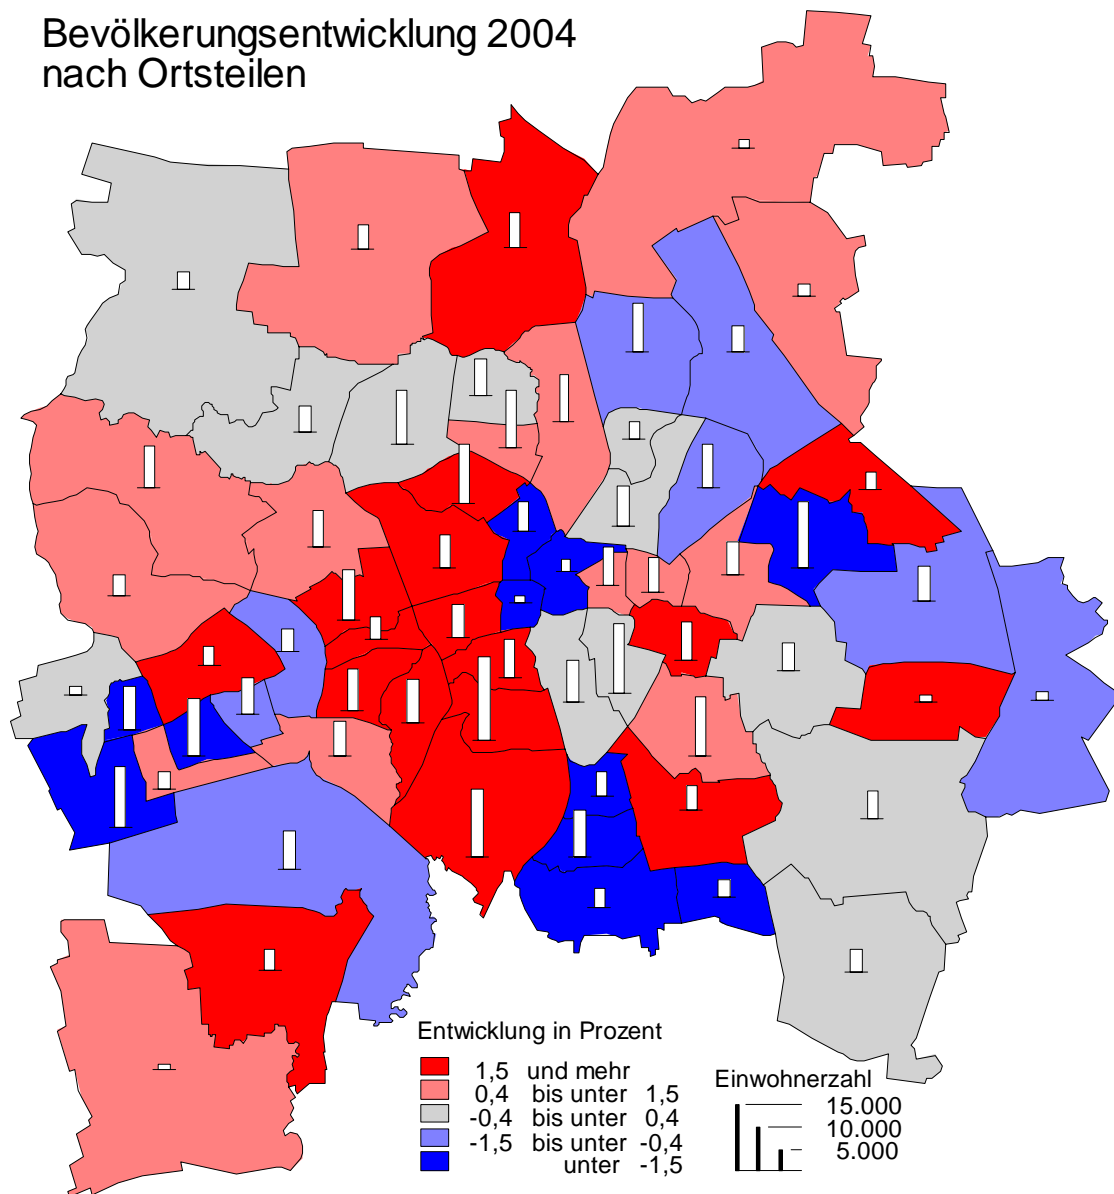 Bevölkerungsentwicklung 2004
nach Ortsteilen
Entwicklung in Prozent
1,5 und mehr
0,4 bis unter 1,5
-0,4 bis unter 0,4
-1,5 bis unter -0,4
unter -1,5
Einwohnerzahl
15.000
10.000
5.000